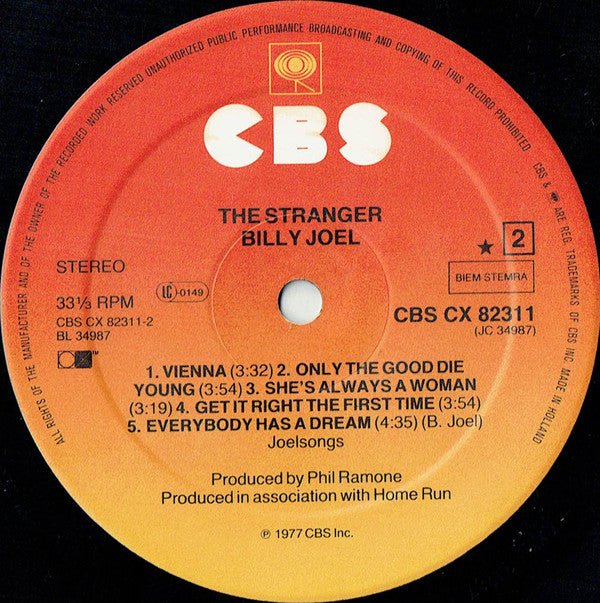 ALL RIGHTS OF THE MANUFACTURER AND OF THE OWNER OF THE RECORDED WORK RESERVED UNAUTHORIZED PUBLIC PERFORMANCE BROADCASTING AND COPYING OF THIS RECORD PROHIBITED. CBS & ARE REG. TRADEMARKS OF CBS INC. MADE IN HOLLAND
CBS
THE STRANGER
BILLY JOEL
STEREO
★ 2
LC 0149
BIEM STEMRA
33⅓ RPM
CBS CX 82311
CBS CX 82311-2
(JC 34987)
BL 34987
™
1. VIENNA (3:32) 2. ONLY THE GOOD DIE
YOUNG (3:54) 3. SHE'S ALWAYS A WOMAN
(3:19) 4. GET IT RIGHT THE FIRST TIME (3:54)
5. EVERYBODY HAS A DREAM (4:35) (B. Joel)
Joelsongs
Produced by Phil Ramone
Produced in association with Home Run
℗ 1977 CBS Inc.